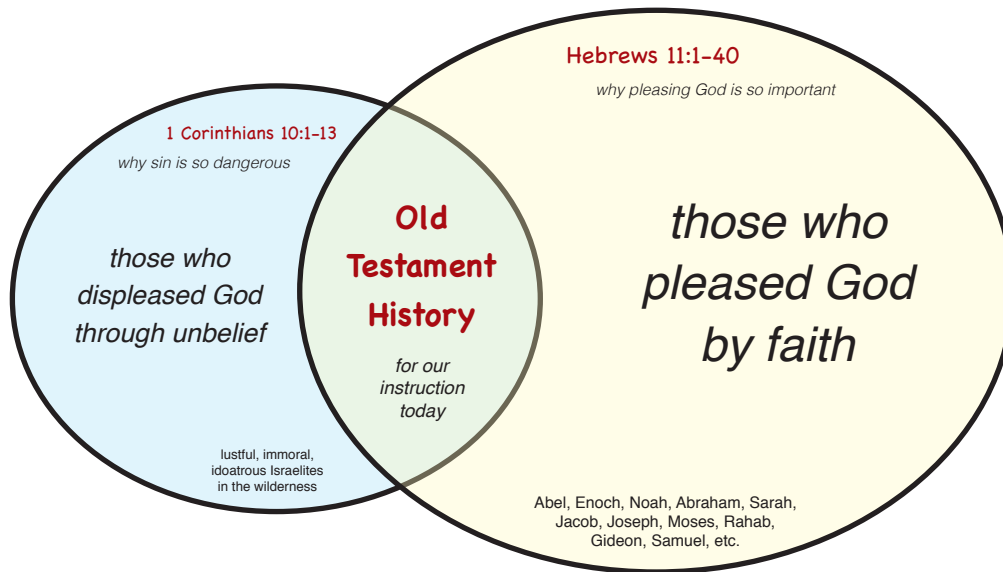 1 Corinthians 10:1-13
why sin is so dangerous
those who
displeased God
through unbelief
lustful, immoral,
idoatrous Israelites
in the wilderness
Old
Testament
History
for our
instruction
today
Hebrews 11:1-40
why pleasing God is so important
those who
pleased God
by faith
Abel, Enoch, Noah, Abraham, Sarah,
Jacob, Joseph, Moses, Rahab,
Gideon, Samuel, etc.